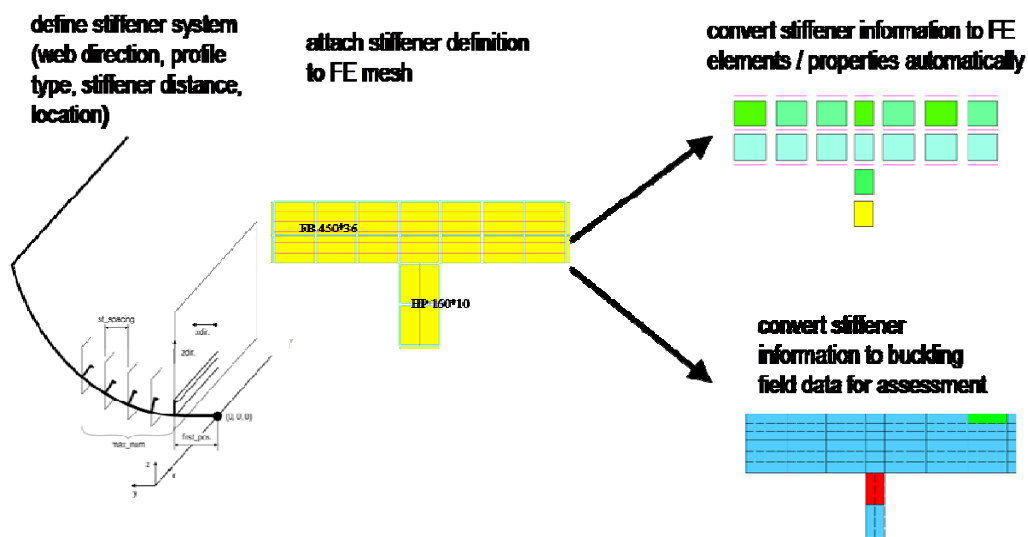 define stiffener system
(web direction, profile
type, stiffener distance,
location)
attach stiffener definition
to FE mesh
convert stiffener information to FE
elements / properties automatically
FB 450*36
HP 160*10
st_spacing
xdir.
zdir.
(0, 0, 0)
first_pos.
max_num
z
x
y
convert stiffener
information to buckling
field data for assessment